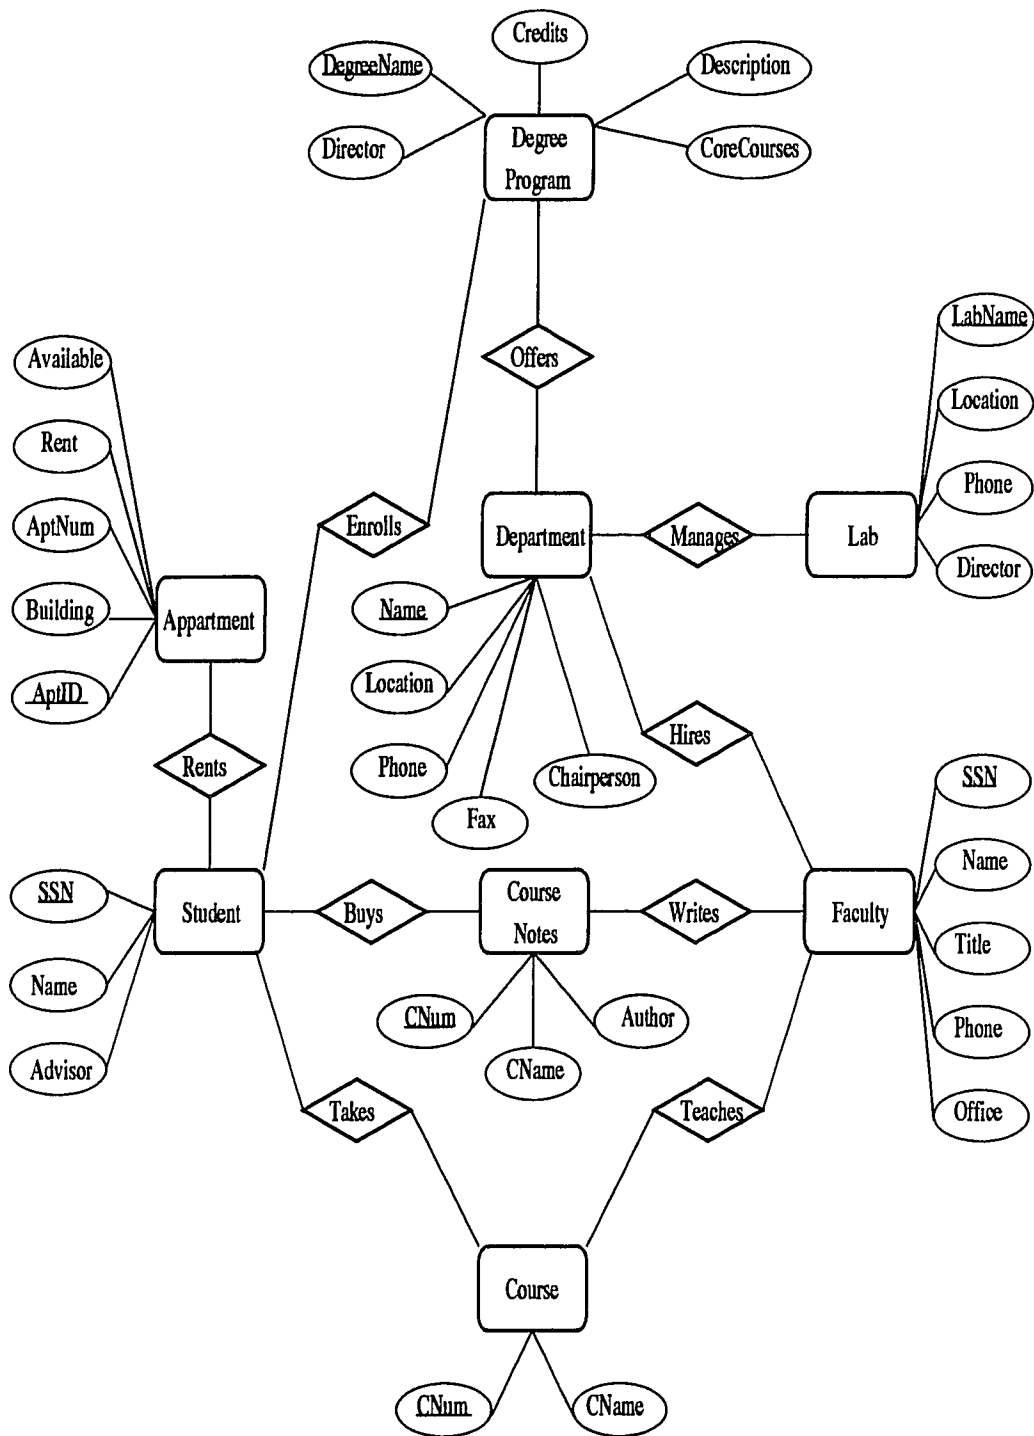 Credits
DegreeName
Description
Director
Degree
Program
CoreCourses
LabName
Available
Offers
Location
Rent
Phone
AptNum
Enrolls
Department
Manages
Lab
Director
Building
Appartment
Name
AptID
Location
Hires
Rents
Phone
Chairperson
SSN
Fax
Name
SSN
Student
Buys
Course
Notes
Writes
Faculty
Title
Name
CNum
Author
Phone
Advisor
CName
Takes
Teaches
Office
Course
CNum
CName